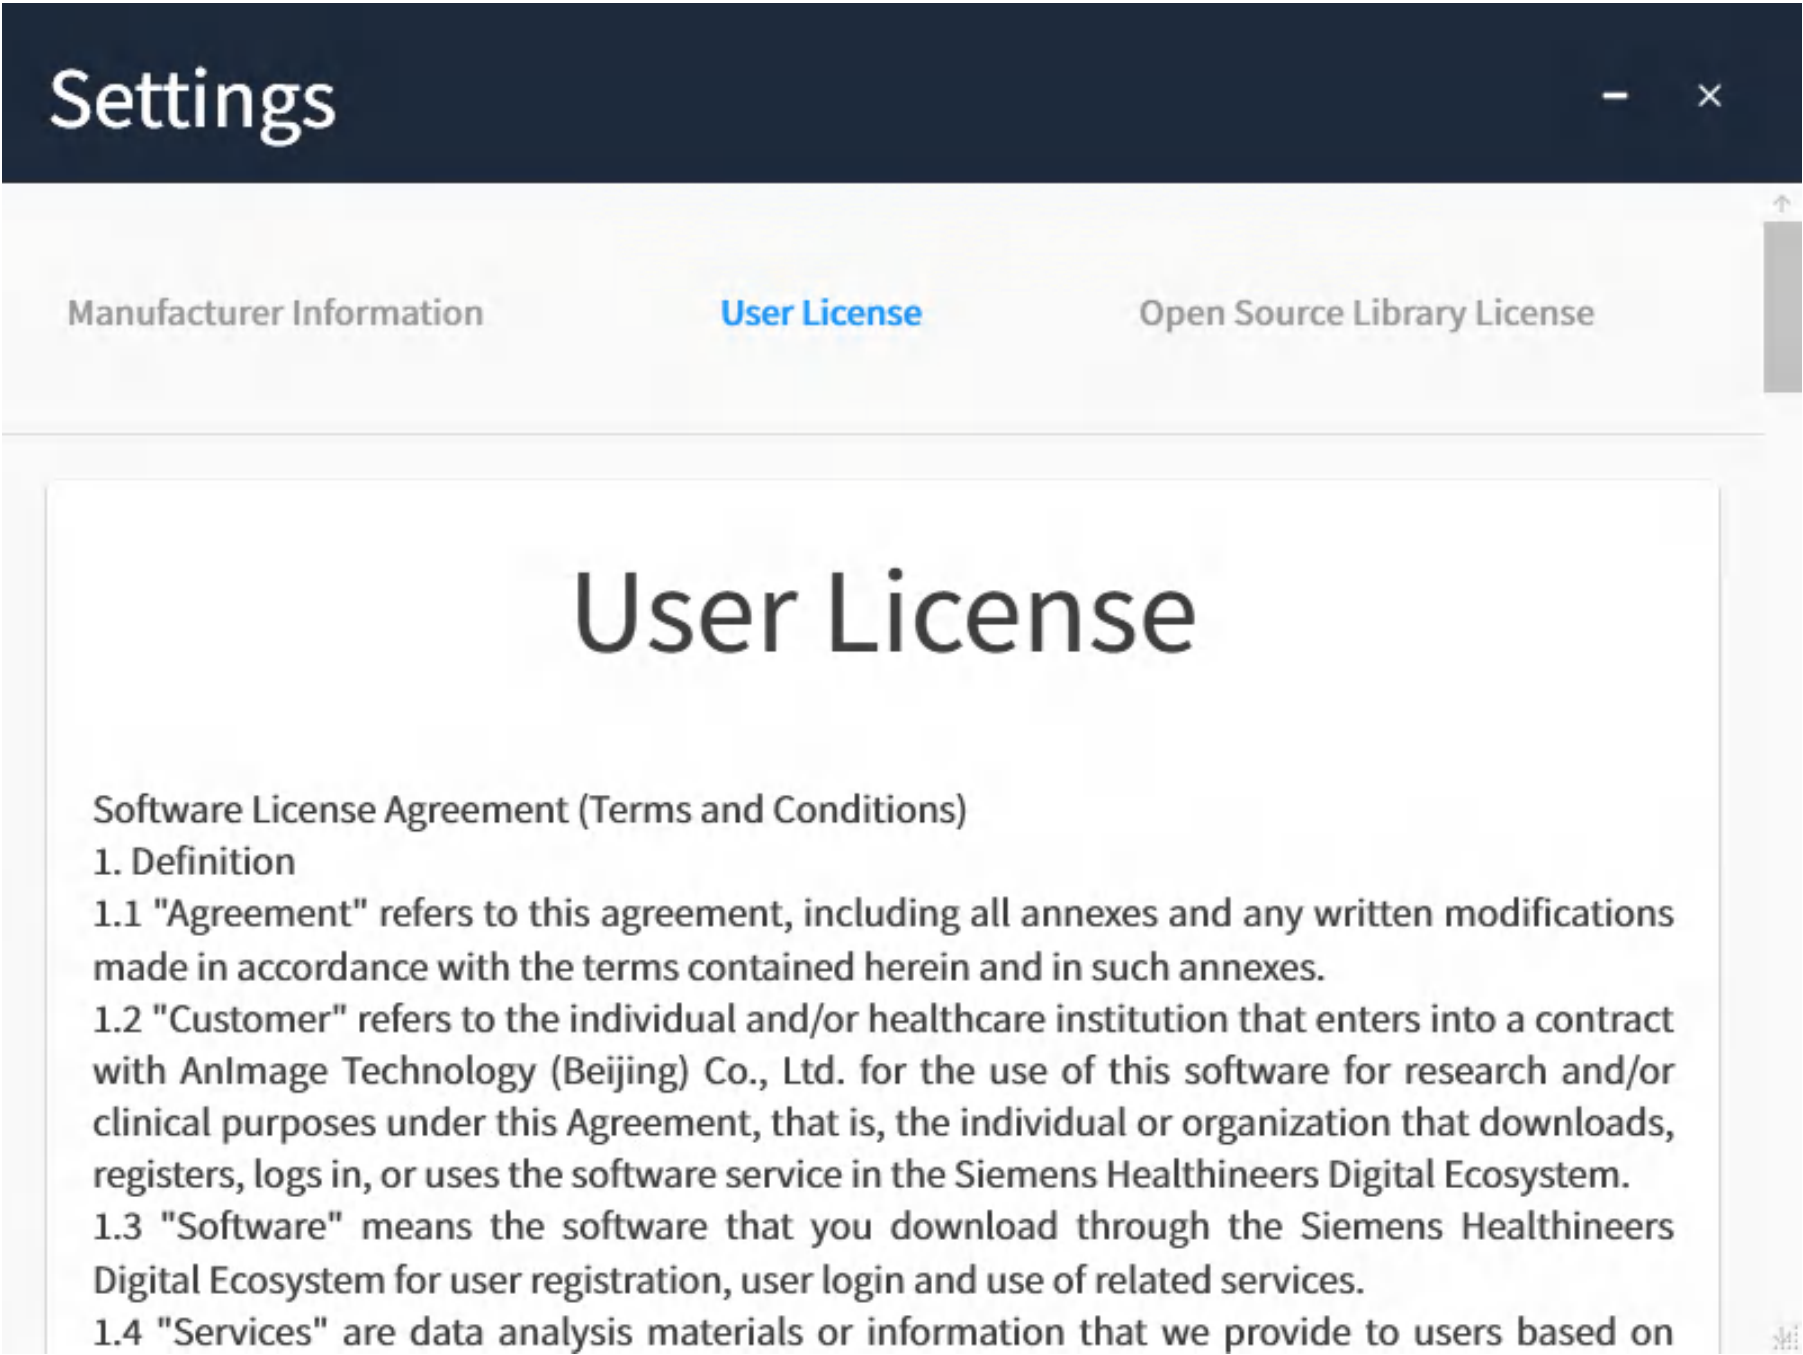 Settings
Manufacturer Information
User License
Open Source Library License
User License
Software License Agreement (Terms and Conditions)
1. Definition
1.1 "Agreement" refers to this agreement, including all annexes and any written modifications
made in accordance with the terms contained herein and in such annexes.
1.2 "Customer" refers to the individual and/or healthcare institution that enters into a contract
with AnImage Technology (Beijing) Co., Ltd. for the use of this software for research and/or
clinical purposes under this Agreement, that is, the individual or organization that downloads,
registers, logs in, or uses the software service in the Siemens Healthineers Digital Ecosystem.
1.3 "Software" means the software that you download through the Siemens Healthineers
Digital Ecosystem for user registration, user login and use of related services.
1.4 "Services" are data analysis materials or information that we provide to users based on